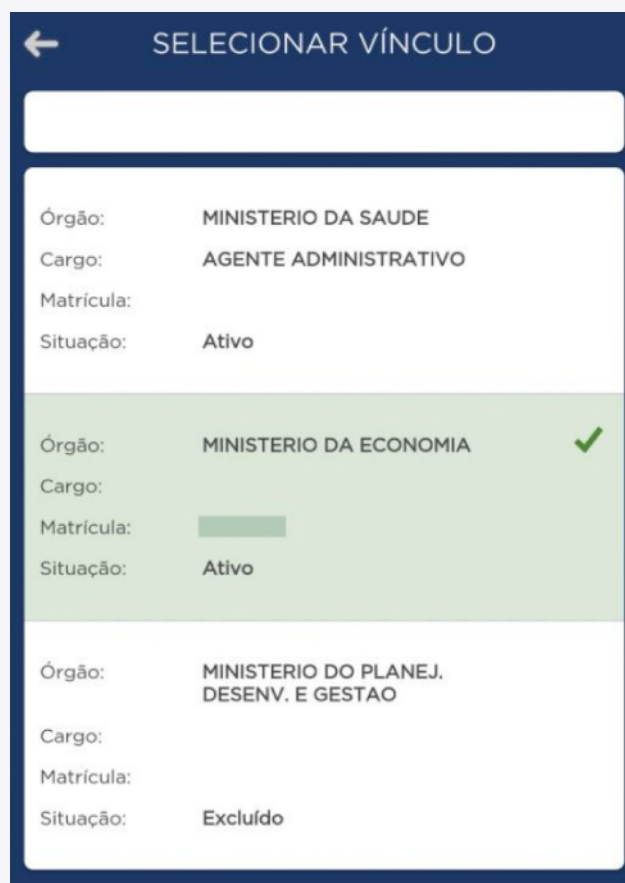 SELECIONAR VÍNCULO
Órgão: MINISTERIO DA SAUDE
Cargo: AGENTE ADMINISTRATIVO
Matrícula:
Situação: Ativo
Órgão: MINISTERIO DA ECONOMIA
Cargo:
Matrícula:
Situação: Ativo
Órgão: MINISTERIO DO PLANEJ.
DESENV. E GESTAO
Cargo:
Matrícula:
Situação: Excluído